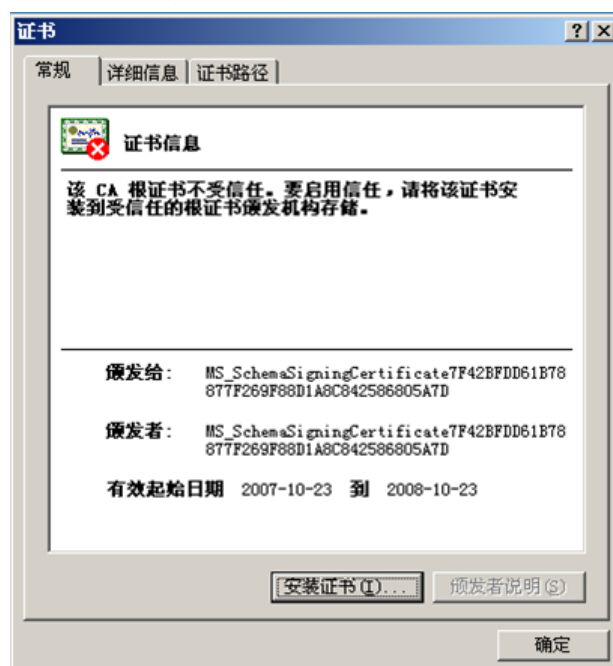 证书
常规 详细信息 证书路径
证书信息
该 CA 根证书不受信任。要启用信任，请将该证书安
装到受信任的根证书颁发机构存储。
颁发给： MS_SchemaSigningCertificate7F42BFDD61B78
877F269F88D1A8C842586805A7D
颁发者： MS_SchemaSigningCertificate7F42BFDD61B78
877F269F88D1A8C842586805A7D
有效起始日期 2007-10-23 到 2008-10-23
安装证书(I)... 颁发者说明(S)
确定